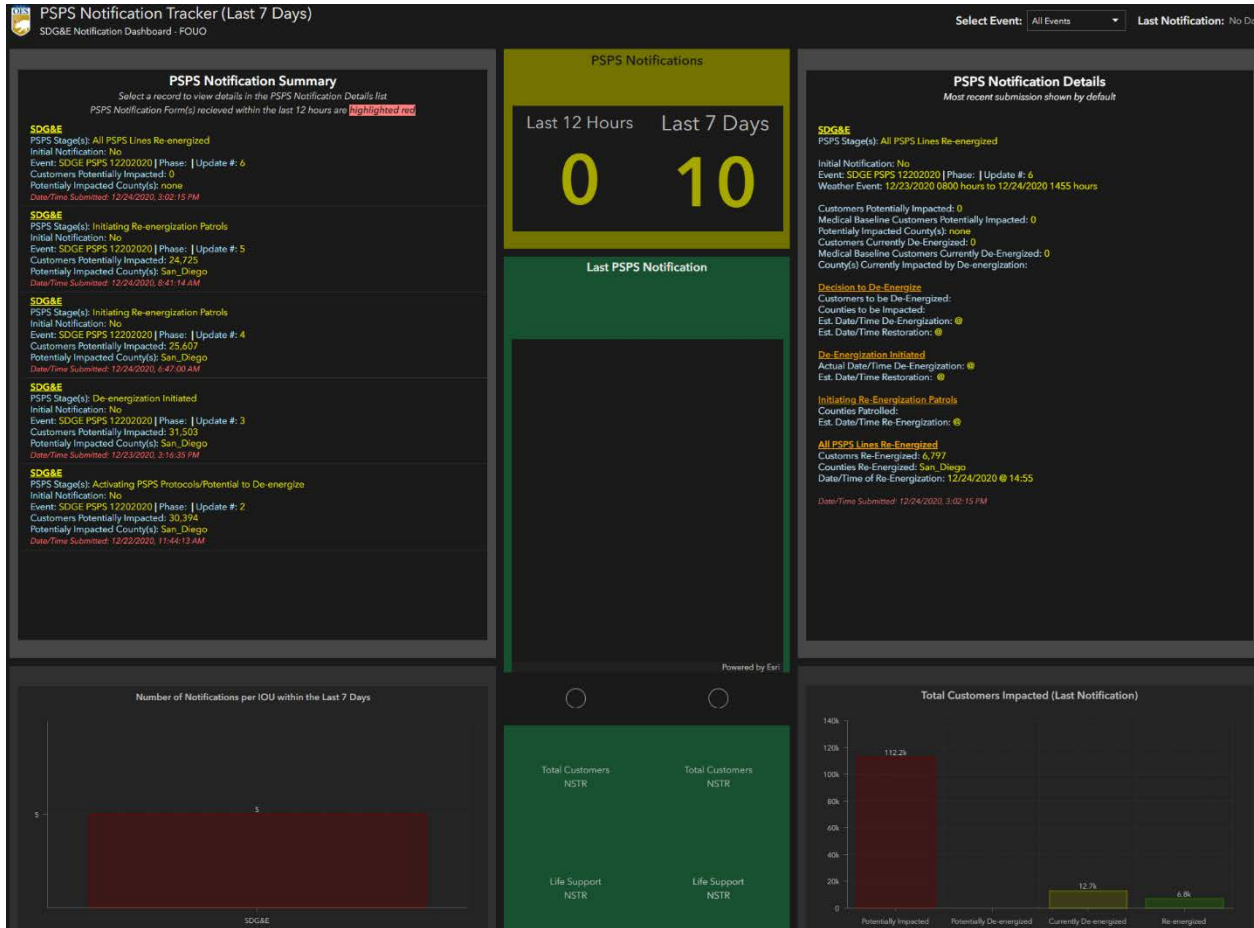 OES
PSPS Notification Tracker (Last 7 Days)
SDG&E Notification Dashboard - FOUO
Select Event: All Events
Last Notification: No Da
PSPS Notification Summary
Select a record to view details in the PSPS Notification Details list
PSPS Notification Form(s) recieved within the last 12 hours are highlighted red
SDG&E
PSPS Stage(s): All PSPS Lines Re-energized
Initial Notification: No
Event: SDGE PSPS 12202020 | Phase: | Update #: 6
Customers Potentially Impacted: 0
Potentialy Impacted County(s): none
Date/Time Submitted: 12/24/2020, 3:02:15 PM
SDG&E
PSPS Stage(s): Initiating Re-energization Patrols
Initial Notification: No
Event: SDGE PSPS 12202020 | Phase: | Update #: 5
Customers Potentially Impacted: 24,725
Potentialy Impacted County(s): San_Diego
Date/Time Submitted: 12/24/2020, 8:41:14 AM
SDG&E
PSPS Stage(s): Initiating Re-energization Patrols
Initial Notification: No
Event: SDGE PSPS 12202020 | Phase: | Update #: 4
Customers Potentially Impacted: 25,607
Potentialy Impacted County(s): San_Diego
Date/Time Submitted: 12/24/2020, 6:47:00 AM
SDG&E
PSPS Stage(s): De-energization Initiated
Initial Notification: No
Event: SDGE PSPS 12202020 | Phase: | Update #: 3
Customers Potentially Impacted: 31,503
Potentialy Impacted County(s): San_Diego
Date/Time Submitted: 12/23/2020, 3:16:35 PM
SDG&E
PSPS Stage(s): Activating PSPS Protocols/Potential to De-energize
Initial Notification: No
Event: SDGE PSPS 12202020 | Phase: | Update #: 2
Customers Potentially Impacted: 30,394
Potentialy Impacted County(s): San_Diego
Date/Time Submitted: 12/22/2020, 11:44:13 AM
PSPS Notifications
Last 12 Hours
0
Last 7 Days
10
Last PSPS Notification
Powered by Esri
PSPS Notification Details
Most recent submission shown by default
SDG&E
PSPS Stage(s): All PSPS Lines Re-energized
Initial Notification: No
Event: SDGE PSPS 12202020 | Phase: | Update #: 6
Weather Event: 12/23/2020 0800 hours to 12/24/2020 1455 hours
Customers Potentially Impacted: 0
Medical Baseline Customers Potentially Impacted: 0
Potentialy Impacted County(s): none
Customers Currently De-Energized: 0
Medical Baseline Customers Currently De-Energized: 0
County(s) Currently Impacted by De-energization:
Decision to De-Energize
Customers to be De-Energized:
Counties to be Impacted:
Est. Date/Time De-Energization: @
Est. Date/Time Restoration: @
De-Energization Initiated
Actual Date/Time De-Energization: @
Est. Date/Time Restoration: @
Initiating Re-Energization Patrols
Counties Patrolled:
Est. Date/Time Re-Energization: @
All PSPS Lines Re-Energized
Customrs Re-Energized: 6,797
Counties Re-Energized: San_Diego
Date/Time of Re-Energization: 12/24/2020 @ 14:55
Date/Time Submitted: 12/24/2020, 3:02:15 PM
Number of Notifications per IOU within the Last 7 Days
5
5
SDG&E
Total Customers
NSTR
Total Customers
NSTR
Life Support
NSTR
Life Support
NSTR
Total Customers Impacted (Last Notification)
140k
120k
100k
80k
60k
40k
20k
0
112.2k
12.7k
6.8k
Potentially Impacted
Potentially De-energized
Currently De-energized
Re-energized